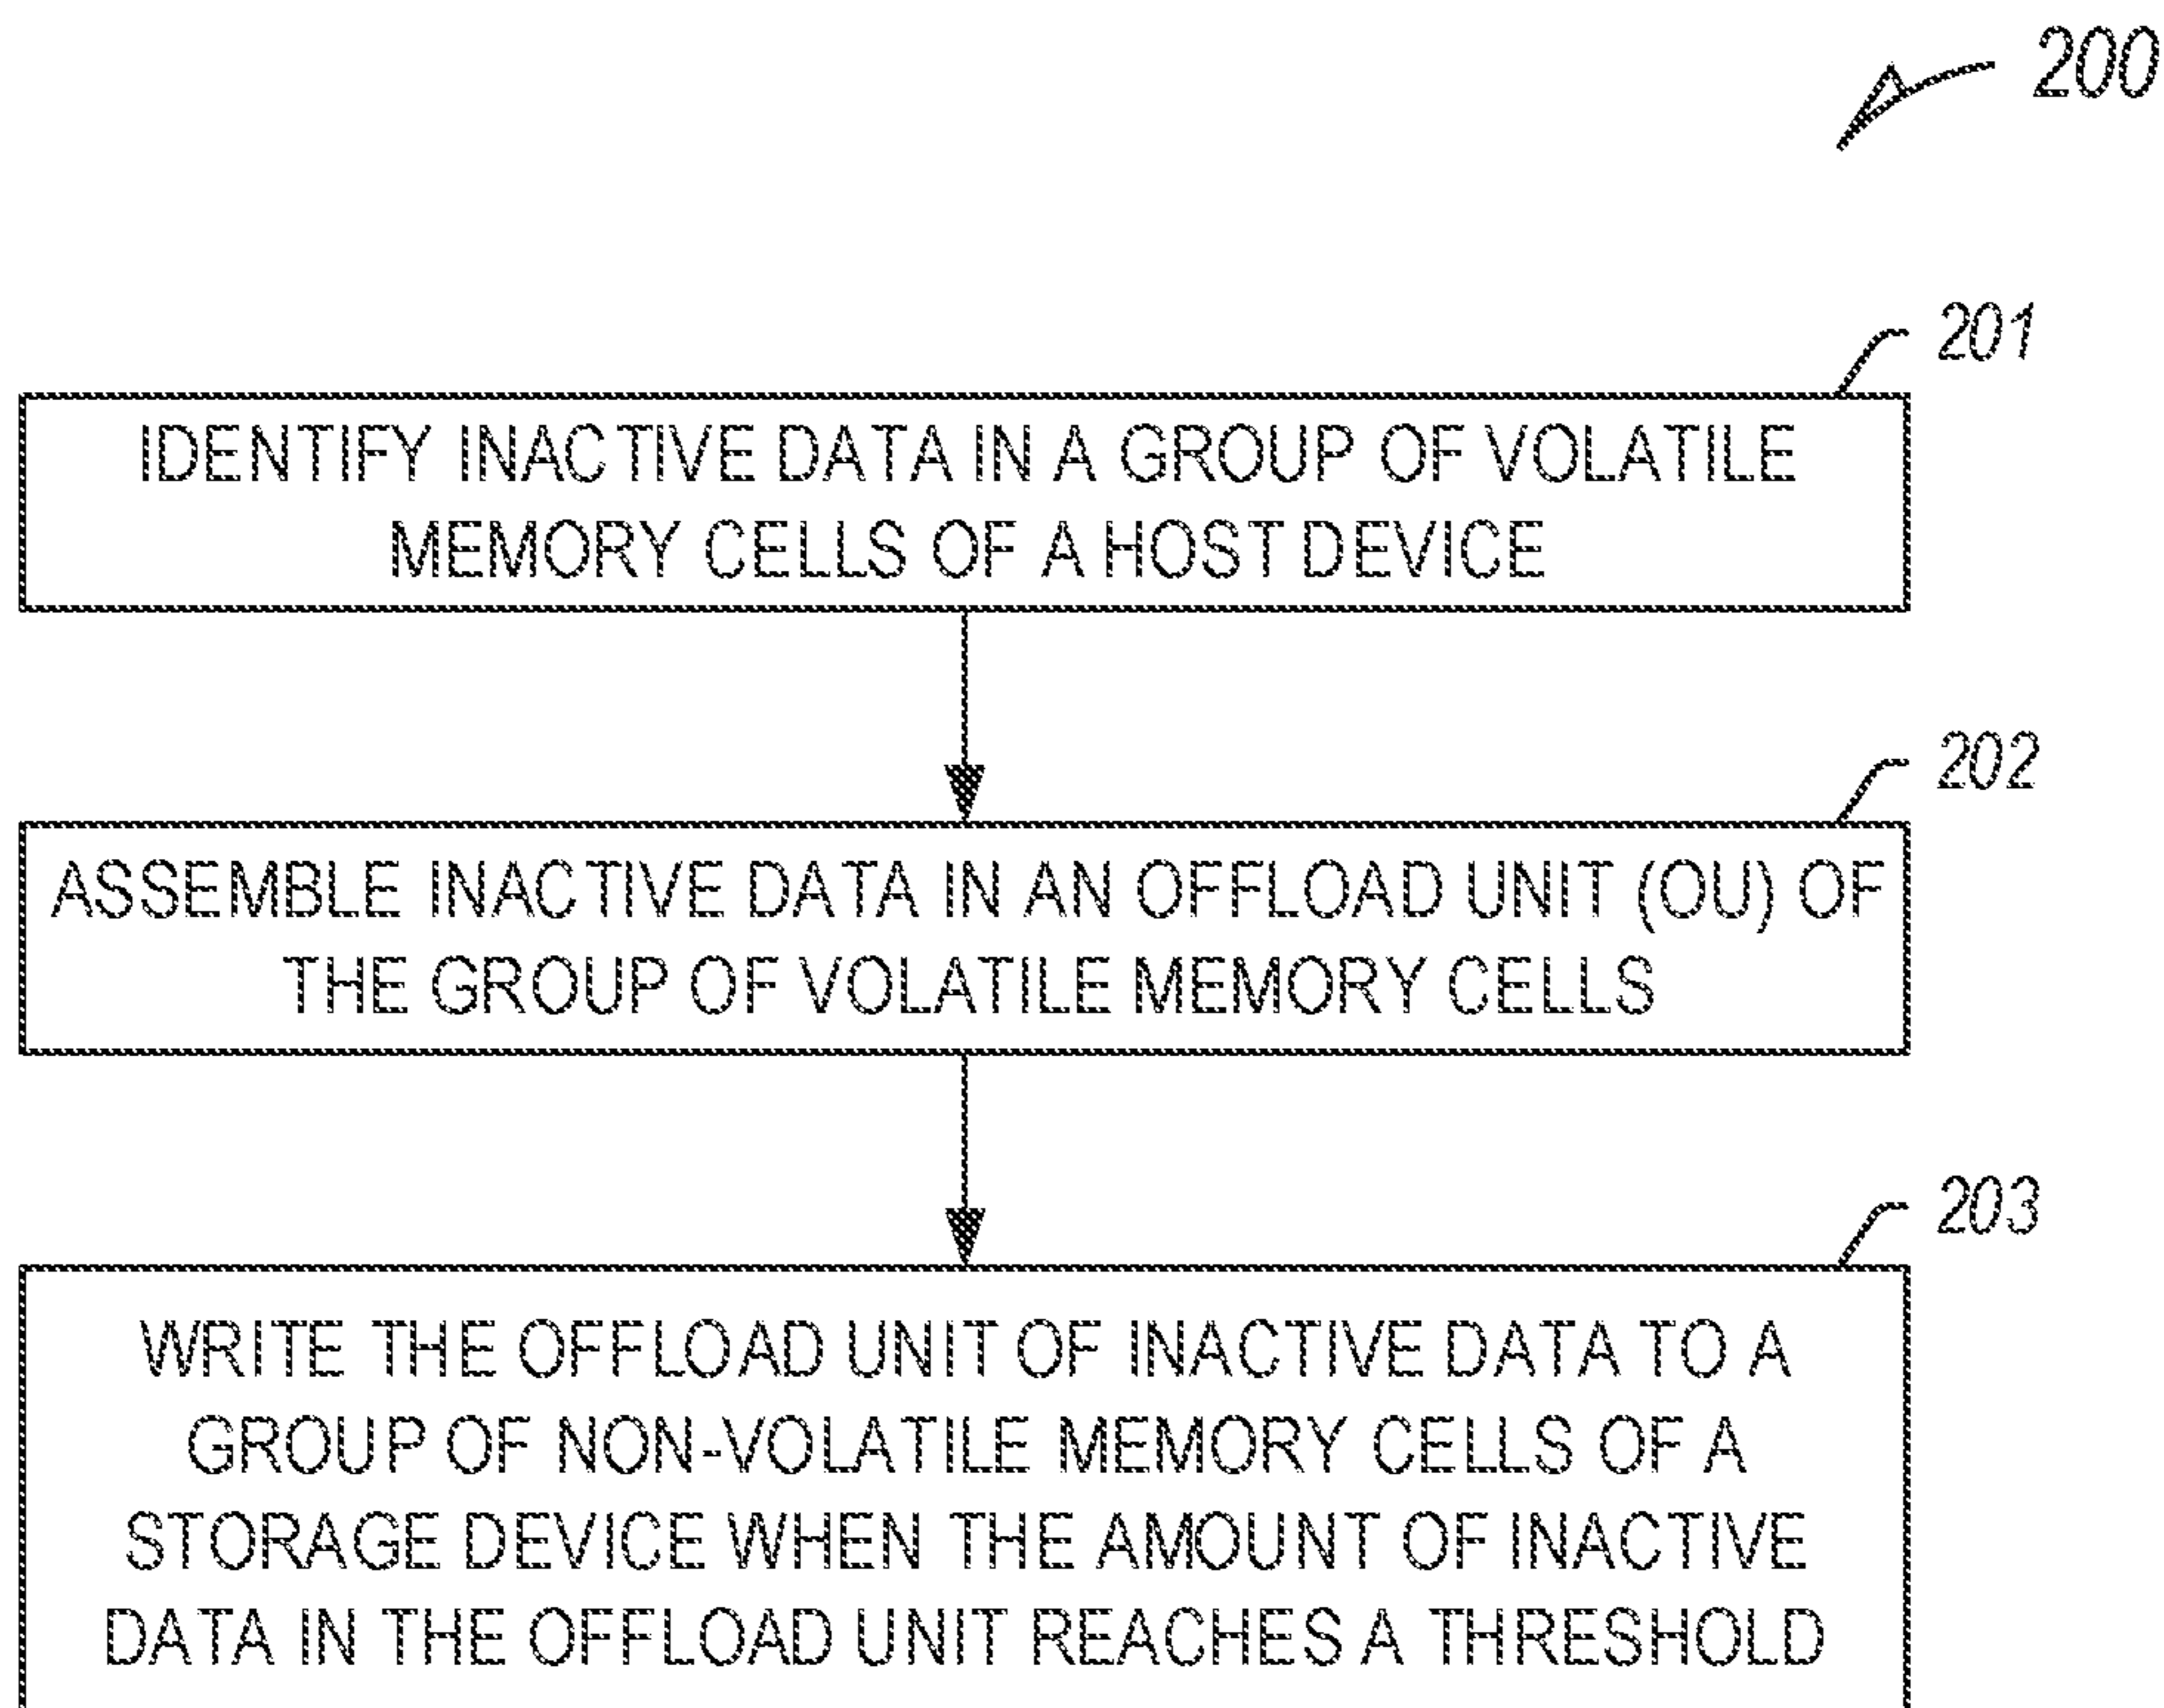 200
201
IDENTIFY INACTIVE DATA IN A GROUP OF VOLATILE
MEMORY CELLS OF A HOST DEVICE
202
ASSEMBLE INACTIVE DATA IN AN OFFLOAD UNIT (OU) OF
THE GROUP OF VOLATILE MEMORY CELLS
203
WRITE THE OFFLOAD UNIT OF INACTIVE DATA TO A
GROUP OF NON-VOLATILE MEMORY CELLS OF A
STORAGE DEVICE WHEN THE AMOUNT OF INACTIVE
DATA IN THE OFFLOAD UNIT REACHES A THRESHOLD